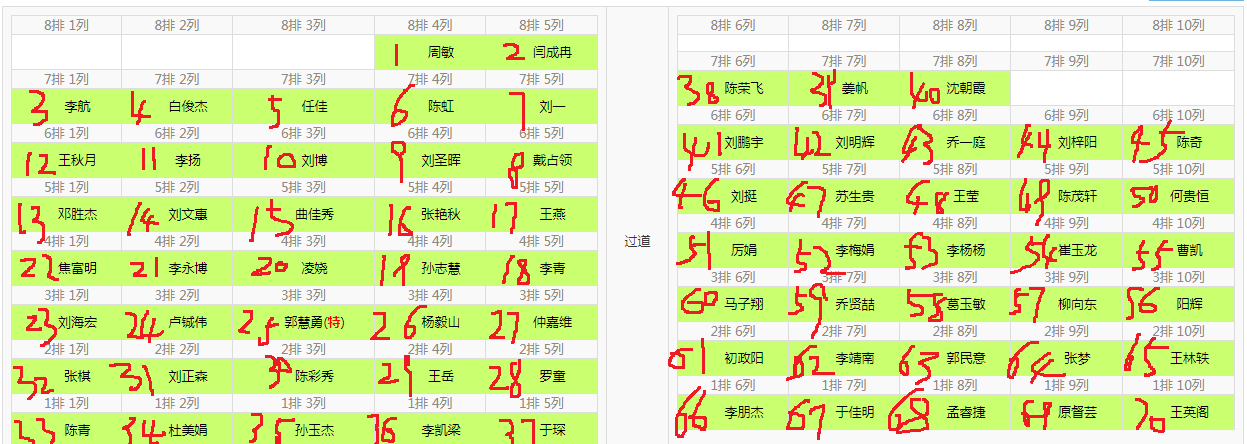 8排 1列 8排 2列 8排 3列 8排 4列 8排 5列 8排 6列 8排 7列 8排 8列 8排 9列 8排 10列
1 周敏 2 闫成冉
7排 1列 7排 2列 7排 3列 7排 4列 7排 5列 7排 6列 7排 7列 7排 8列 7排 9列 7排 10列
3 李航 4 白俊杰 5 任佳 6 陈虹 7 刘一 38 陈荣飞 39 姜帆 40 沈朝霞
6排 1列 6排 2列 6排 3列 6排 4列 6排 5列 6排 6列 6排 7列 6排 8列 6排 9列 6排 10列
12 王秋月 11 李扬 10 刘博 9 刘圣晖 8 戴占领 41 刘鹏宇 42 刘明辉 43 乔一庭 44 刘梓阳 45 陈奇
5排 1列 5排 2列 5排 3列 5排 4列 5排 5列 5排 6列 5排 7列 5排 8列 5排 9列 5排 10列
13 邓胜杰 14 刘文惠 15 曲佳秀 16 张艳秋 17 王燕 46 刘挺 47 苏生贵 48 王莹 49 陈茂轩 50 何贵恒
4排 1列 4排 2列 4排 3列 4排 4列 4排 5列 4排 6列 4排 7列 4排 8列 4排 9列 4排 10列
过道
22 焦富明 21 李永博 20 凌娆 19 孙志慧 18 李青 51 厉娟 52 李梅娟 53 李杨杨 54 崔玉龙 55 曹凯
3排 1列 3排 2列 3排 3列 3排 4列 3排 5列 3排 6列 3排 7列 3排 8列 3排 9列 3排 10列
23 刘海宏 24 卢钺伟 25 郭慧勇(特) 26 杨毅山 27 仲嘉维 60 马子翔 59 乔贤喆 58 葛玉敏 57 柳向东 56 阳辉
2排 1列 2排 2列 2排 3列 2排 4列 2排 5列 2排 6列 2排 7列 2排 8列 2排 9列 2排 10列
32 张棋 31 刘正森 30 陈彩秀 29 王岳 28 罗童 61 初政阳 62 李靖南 63 郭民意 64 张梦 65 王林轶
1排 1列 1排 2列 1排 3列 1排 4列 1排 5列 1排 6列 1排 7列 1排 8列 1排 9列 1排 10列
33 陈青 34 杜美娟 35 孙玉杰 36 李凯梁 37 于琛 66 李朋杰 67 于佳明 68 孟睿捷 69 原督芸 70 王英阁